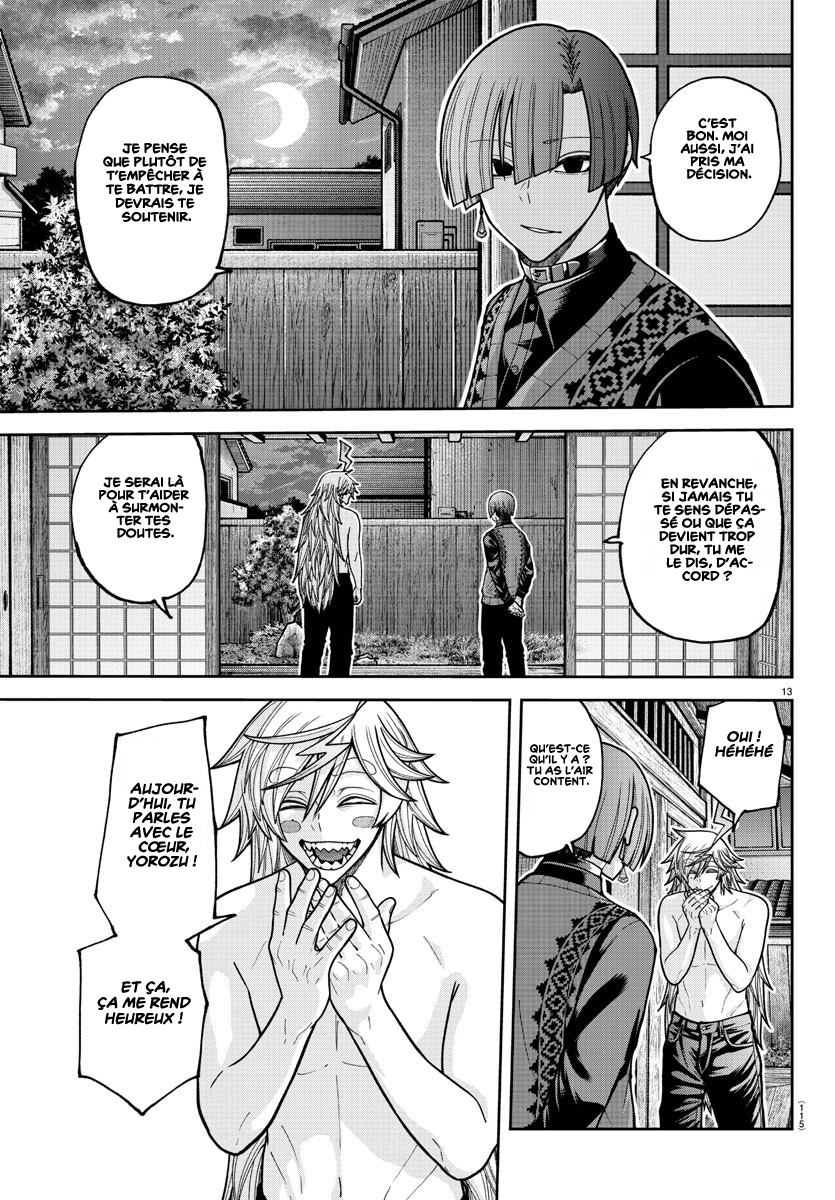 C'EST
BON. MOI
AUSSI, J'AI
PRIS MA
DÉCISION.
JE PENSE
QUE PLUTÔT DE
T'EMPÊCHER À
TE BATTRE, JE
DEVRAIS TE
SOUTENIR.
EN REVANCHE,
SI JAMAIS TU
TE SENS DÉPAS-
SÉ OU QUE ÇA
DEVIENT TROP
DUR, TU ME
LE DIS, D'AC-
CORD ?
JE SERAI LÀ
POUR T'AIDER
À SURMON-
TER TES
DOUTES.
13
OUI !
HÉHÉHÉ
QU'EST-CE
QU'IL Y A ?
TU AS L'AIR
CONTENT.
AUJOUR-
D'HUI, TU
PARLES
AVEC LE
CŒUR,
YOROZU !
ET ÇA,
ÇA ME REND
HEUREUX !
(115)